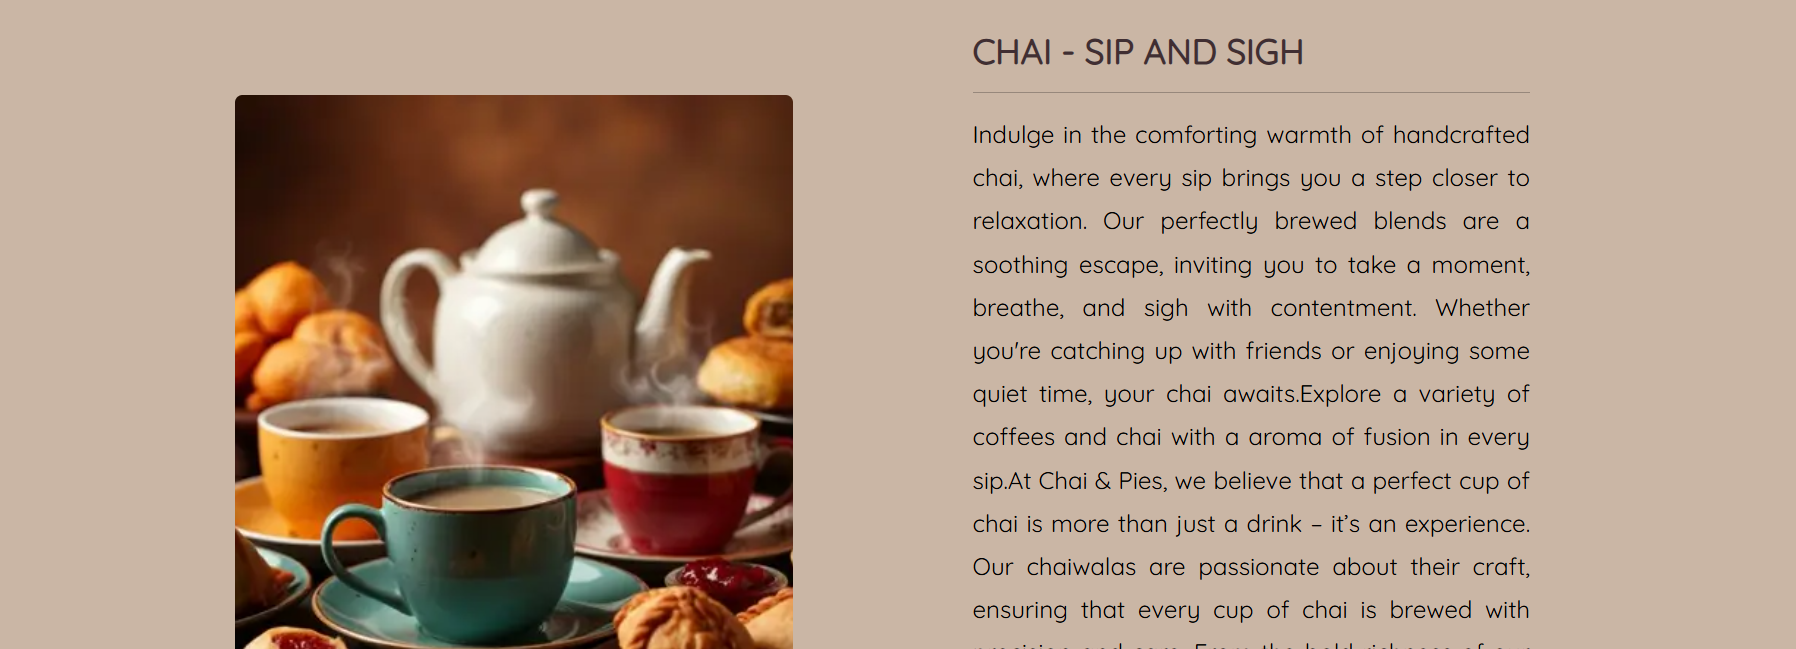 CHAI - SIP AND SIGH
Indulge in the comforting warmth of handcrafted
chai, where every sip brings you a step closer to
relaxation. Our perfectly brewed blends are a
soothing escape, inviting you to take a moment,
breathe, and sigh with contentment. Whether
you're catching up with friends or enjoying some
quiet time, your chai awaits.Explore a variety of
coffees and chai with a aroma of fusion in every
sip.At Chai & Pies, we believe that a perfect cup of
chai is more than just a drink – it’s an experience.
Our chaiwalas are passionate about their craft,
ensuring that every cup of chai is brewed with